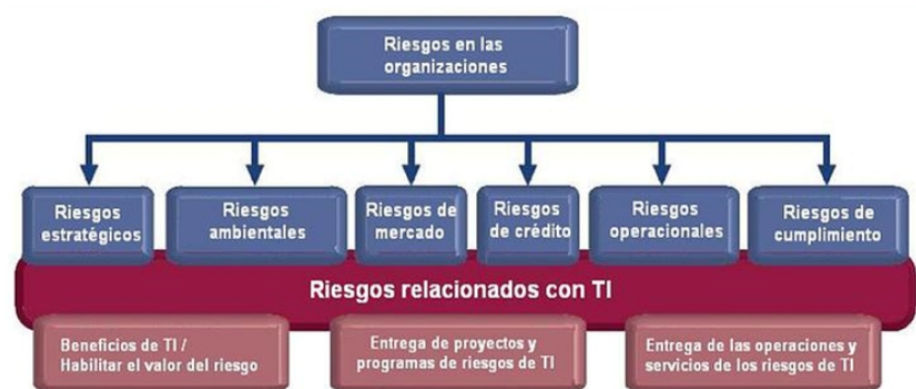 Riesgos en las
organizaciones
Riesgos
estratégicos
Riesgos
ambientales
Riesgos de
mercado
Riesgos
de crédito
Riesgos
operacionales
Riesgos de
cumplimiento
Riesgos relacionados con TI
Beneficios de TI /
Habilitar el valor del riesgo
Entrega de proyectos y
programas de riesgos de TI
Entrega de las operaciones y
servicios de los riesgos de TI